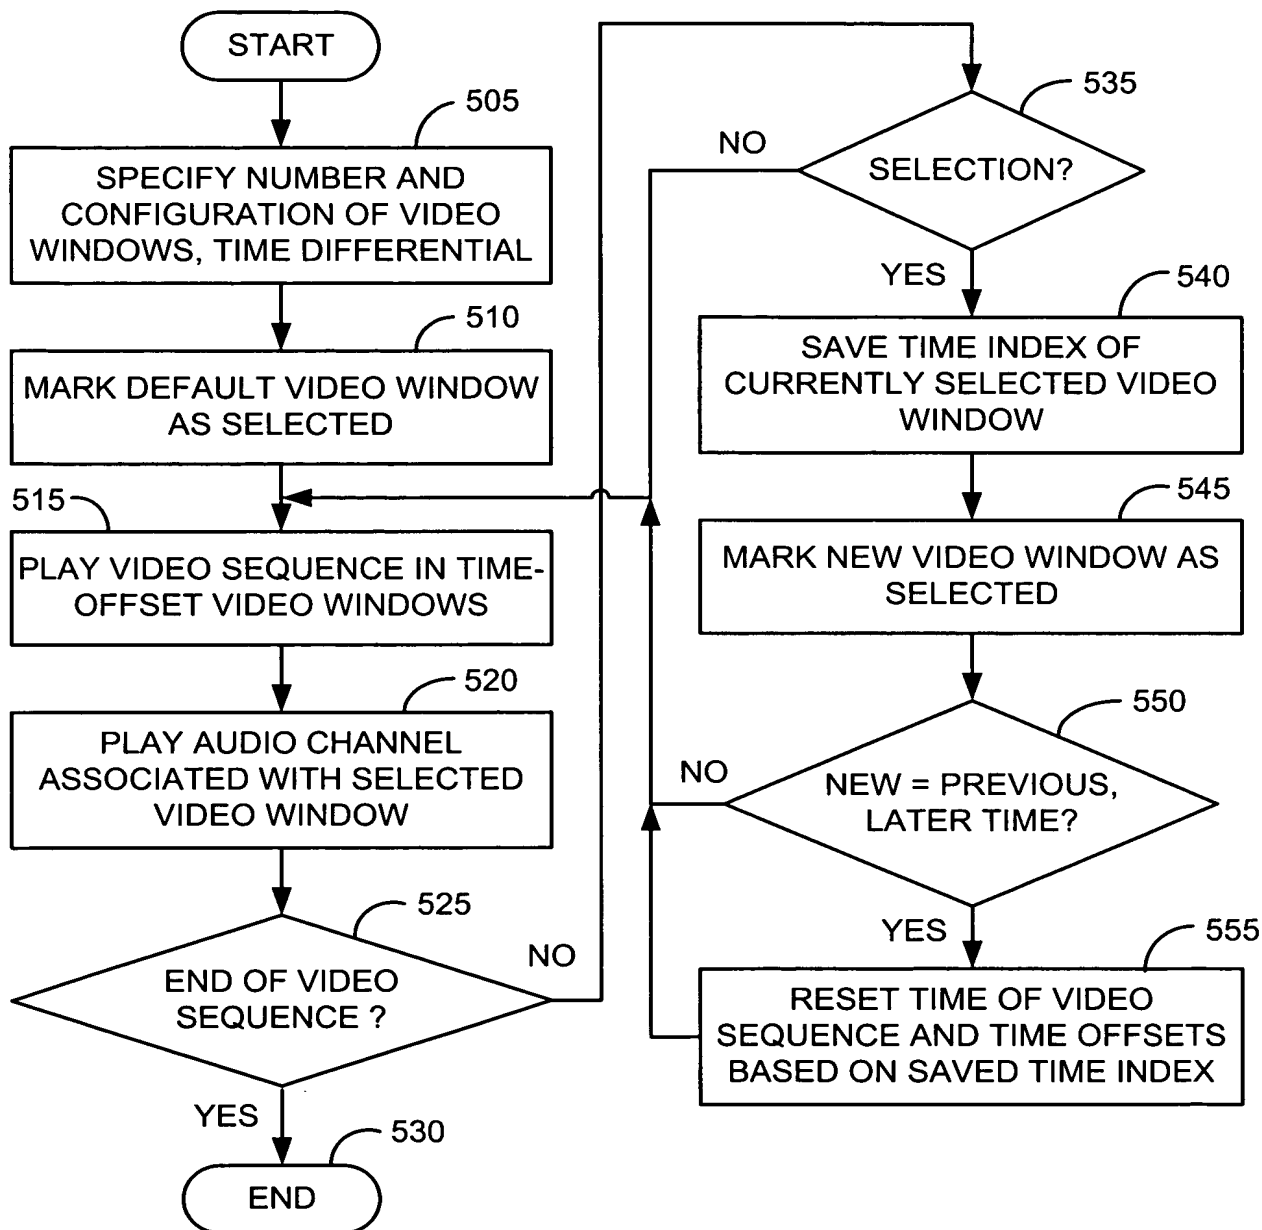 START
505
SPECIFY NUMBER AND
CONFIGURATION OF VIDEO
WINDOWS, TIME DIFFERENTIAL
510
MARK DEFAULT VIDEO WINDOW
AS SELECTED
515
PLAY VIDEO SEQUENCE IN TIME-
OFFSET VIDEO WINDOWS
520
PLAY AUDIO CHANNEL
ASSOCIATED WITH SELECTED
VIDEO WINDOW
525
END OF VIDEO
SEQUENCE ?
NO
YES
530
END
535
SELECTION?
NO
YES
540
SAVE TIME INDEX OF
CURRENTLY SELECTED VIDEO
WINDOW
545
MARK NEW VIDEO WINDOW AS
SELECTED
550
NEW = PREVIOUS,
LATER TIME?
NO
YES
555
RESET TIME OF VIDEO
SEQUENCE AND TIME OFFSETS
BASED ON SAVED TIME INDEX